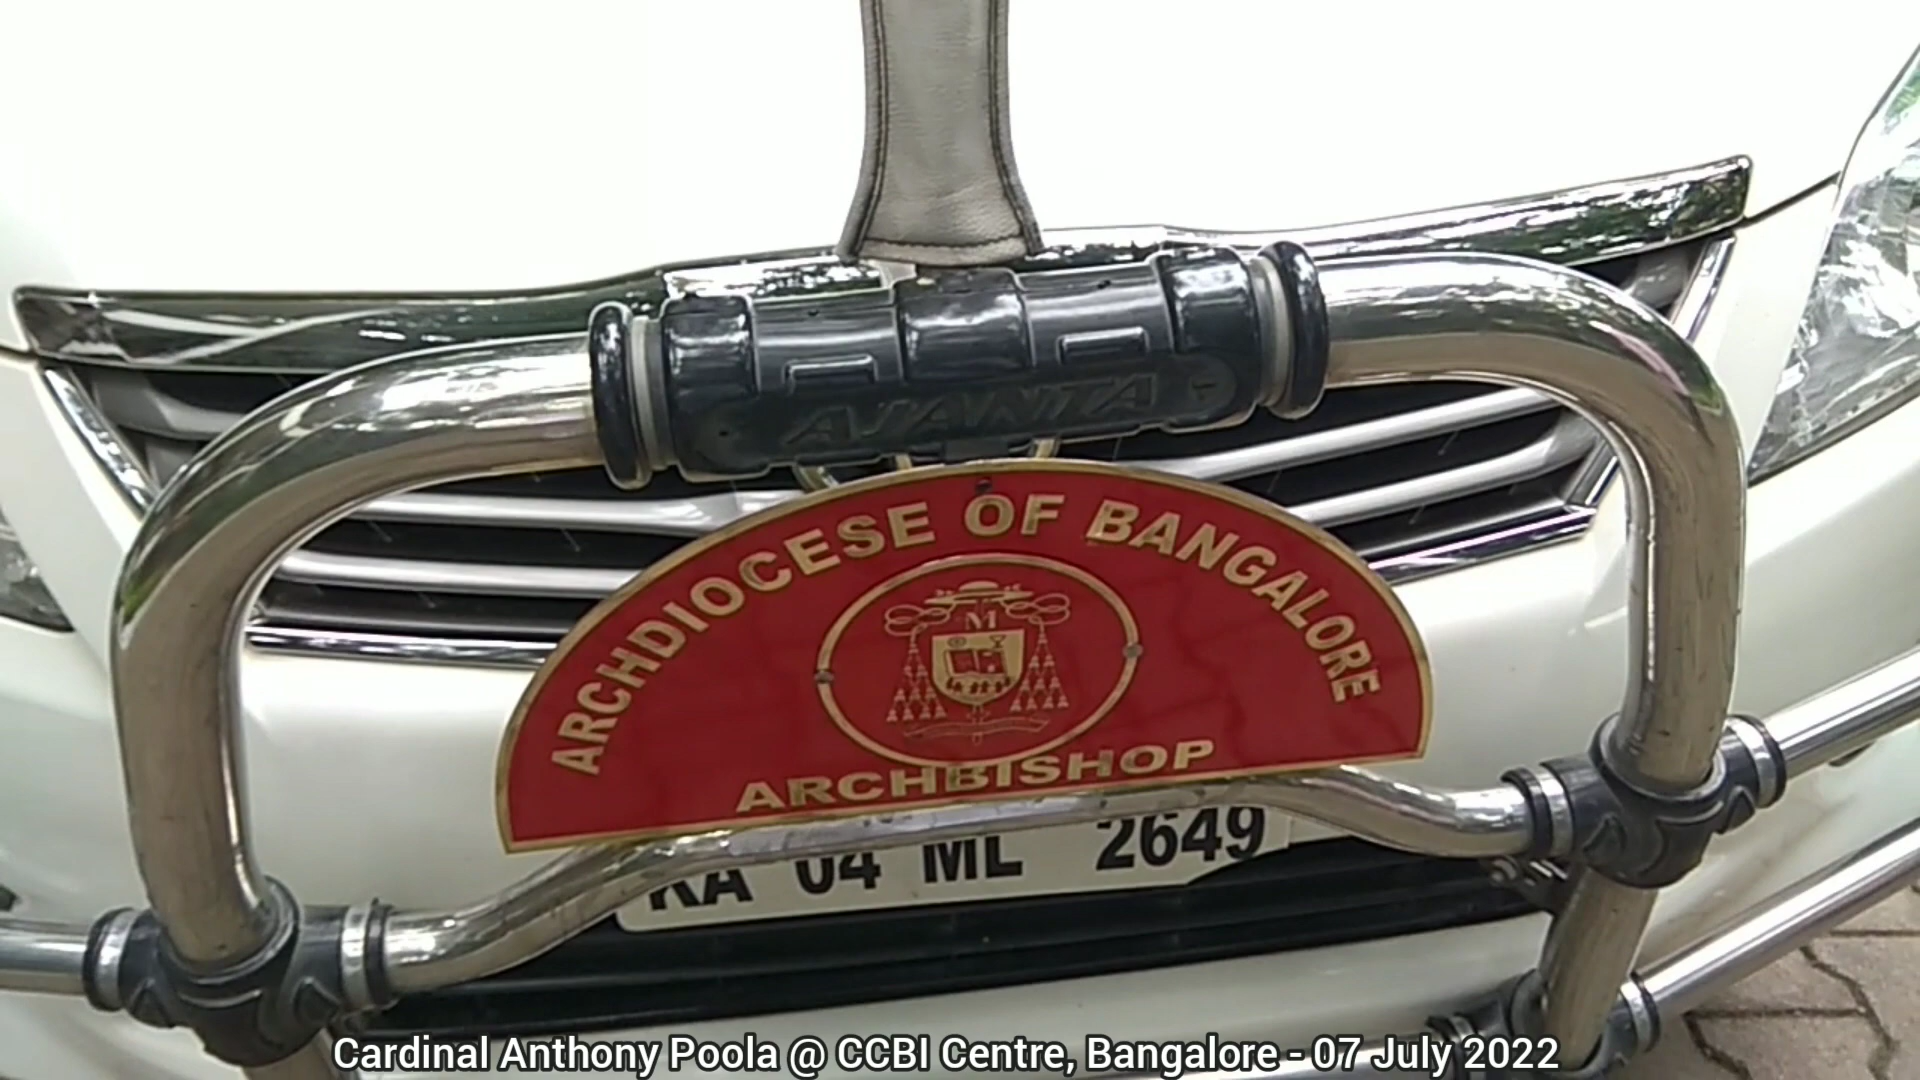 AJANTA
ARCHDIOCESE OF BANGALORE
M
ARCHBISHOP
KA 04 ML 2649
Cardinal Anthony Poola @ CCBI Centre, Bangalore - 07 July 2022